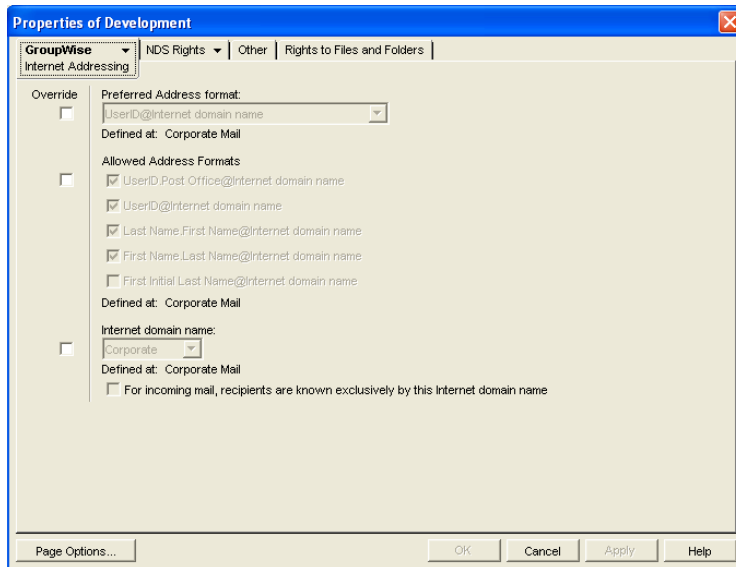 Properties of Development
GroupWise NDS Rights Other Rights to Files and Folders
Internet Addressing
Override Preferred Address format:
UserID@Internet domain name
Defined at: Corporate Mail
Allowed Address Formats
UserID.Post Office@Internet domain name
UserID@Internet domain name
Last Name.First Name@Internet domain name
First Name.Last Name@Internet domain name
First Initial Last Name@Internet domain name
Defined at: Corporate Mail
Internet domain name:
Corporate
Defined at: Corporate Mail
For incoming mail, recipients are known exclusively by this Internet domain name
Page Options... OK Cancel Apply Help